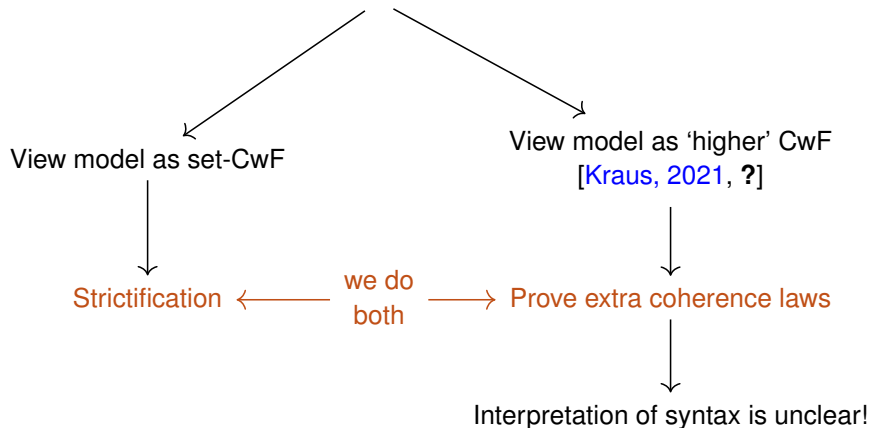 View model as set-CwF
View model as ‘higher’ CwF
[Kraus, 2021, ?]
Strictification
we do
both
Prove extra coherence laws
Interpretation of syntax is unclear!